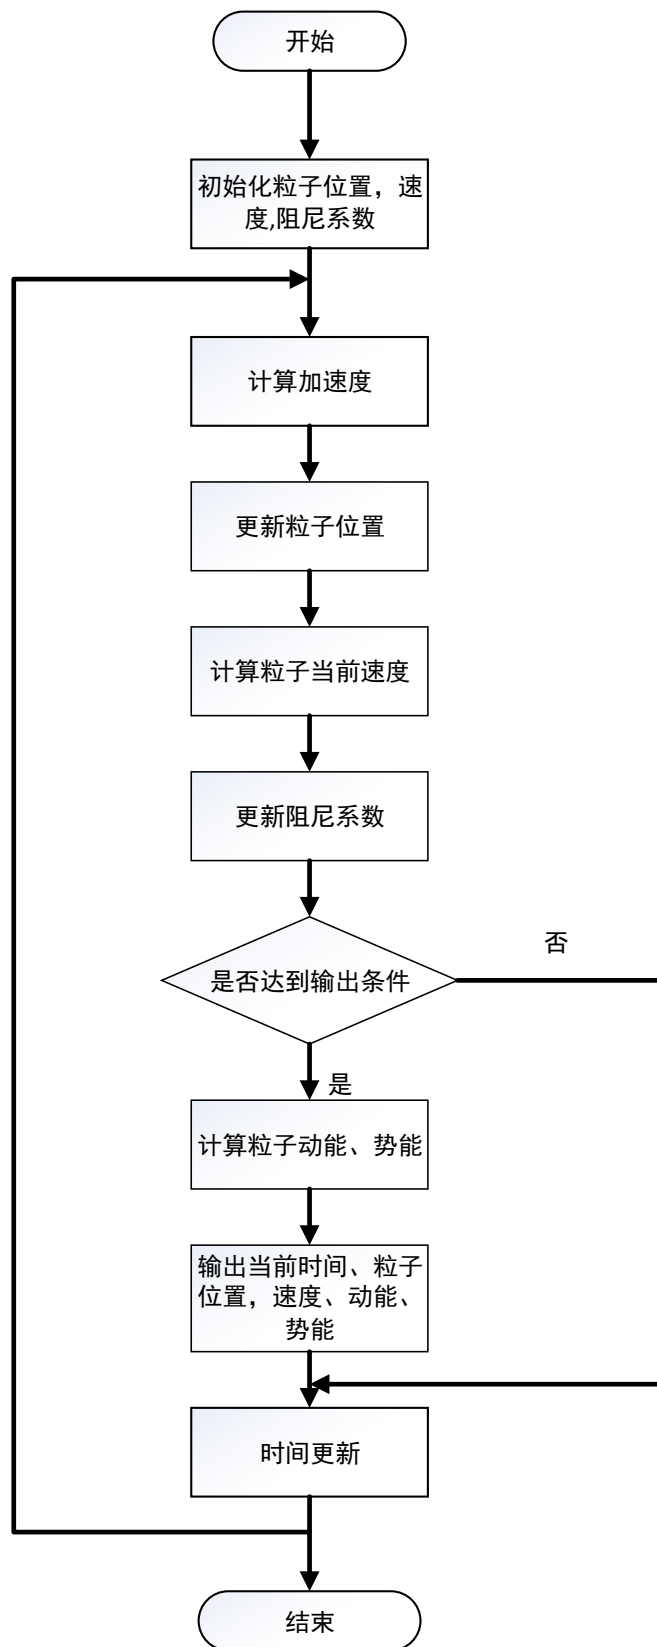 开始
初始化粒子位置，速
度,阻尼系数
计算加速度
更新粒子位置
计算粒子当前速度
更新阻尼系数
否
是否达到输出条件
是
计算粒子动能、势能
输出当前时间、粒子
位置，速度、动能、
势能
时间更新
结束